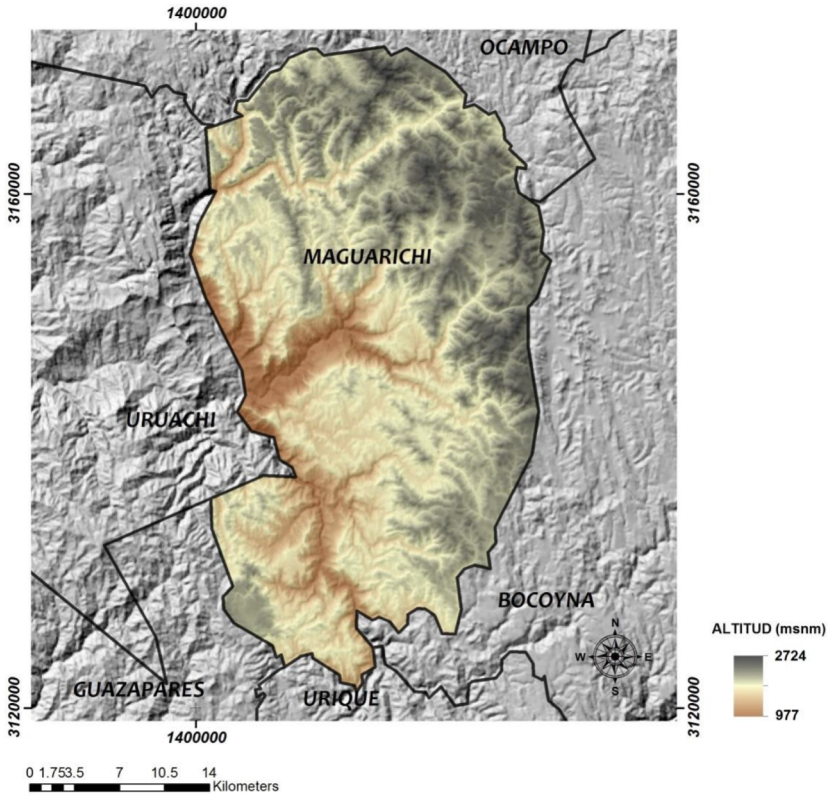 1400000
OCAMPO
3160000
3160000
MAGUARICHI
URUACHI
BOCOYNA
N
W E
S
ALTITUD (msnm)
2724
977
GUAZAPARES
URIQUE
3120000
3120000
1400000
0 1.753.5 7 10.5 14
Kilometers